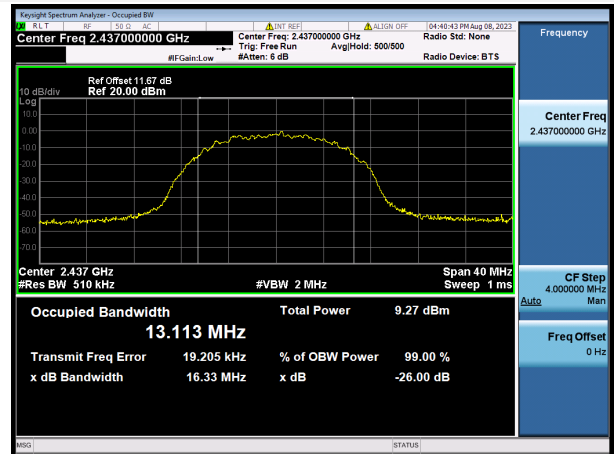 Keysight Spectrum Analyzer - Occupied BW
RLT RF 50 Ω AC INT REF ALIGN OFF 04:40:43 PM Aug 08, 2023
Center Freq 2.437000000 GHz
Center Freq: 2.437000000 GHz
Radio Std: None
Trig: Free Run Avg|Hold: 500/500
#IFGain:Low
#Atten: 6 dB
Radio Device: BTS
Ref Offset 11.67 dB
10 dB/div Ref 20.00 dBm
Log
10.0
0.00
-10.0
-20.0
-30.0
-40.0
-50.0
-60.0
-70.0
Center 2.437 GHz
Span 40 MHz
#Res BW 510 kHz
#VBW 2 MHz
Sweep 1 ms
Occupied Bandwidth
13.113 MHz
Total Power 9.27 dBm
Transmit Freq Error 19.205 kHz
% of OBW Power 99.00 %
x dB Bandwidth 16.33 MHz
x dB -26.00 dB
MSG
STATUS
Frequency
Center Freq
2.437000000 GHz
CF Step
4.000000 MHz
Auto Man
Freq Offset
0 Hz